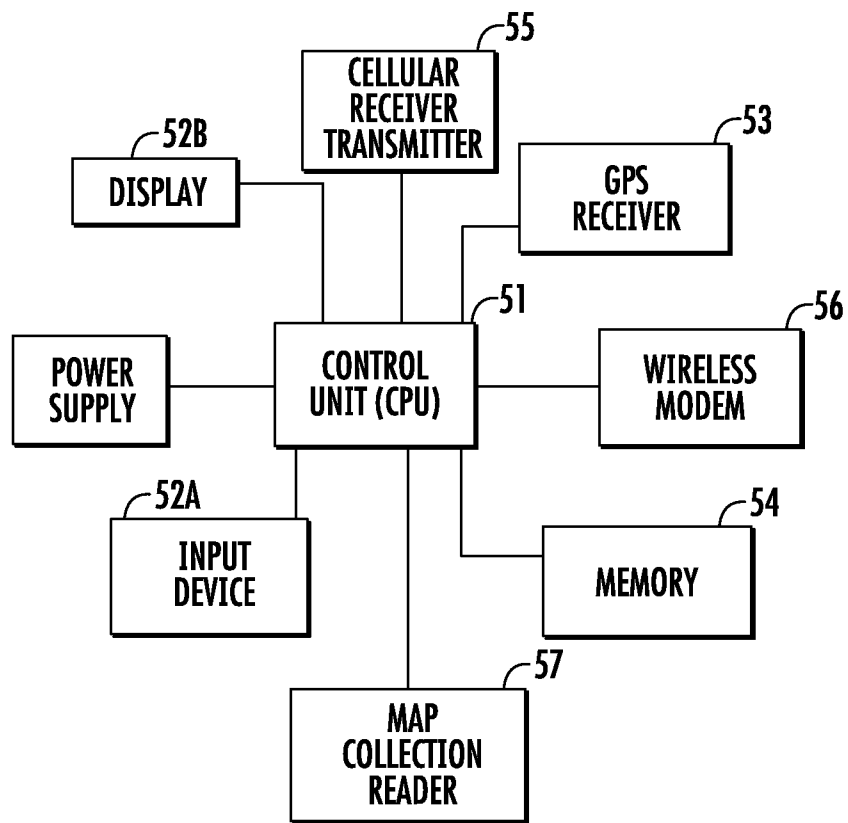 55
CELLULAR
RECEIVER
TRANSMITTER
52B
DISPLAY
53
GPS
RECEIVER
51
CONTROL
UNIT (CPU)
POWER
SUPPLY
56
WIRELESS
MODEM
52A
INPUT
DEVICE
54
MEMORY
57
MAP
COLLECTION
READER